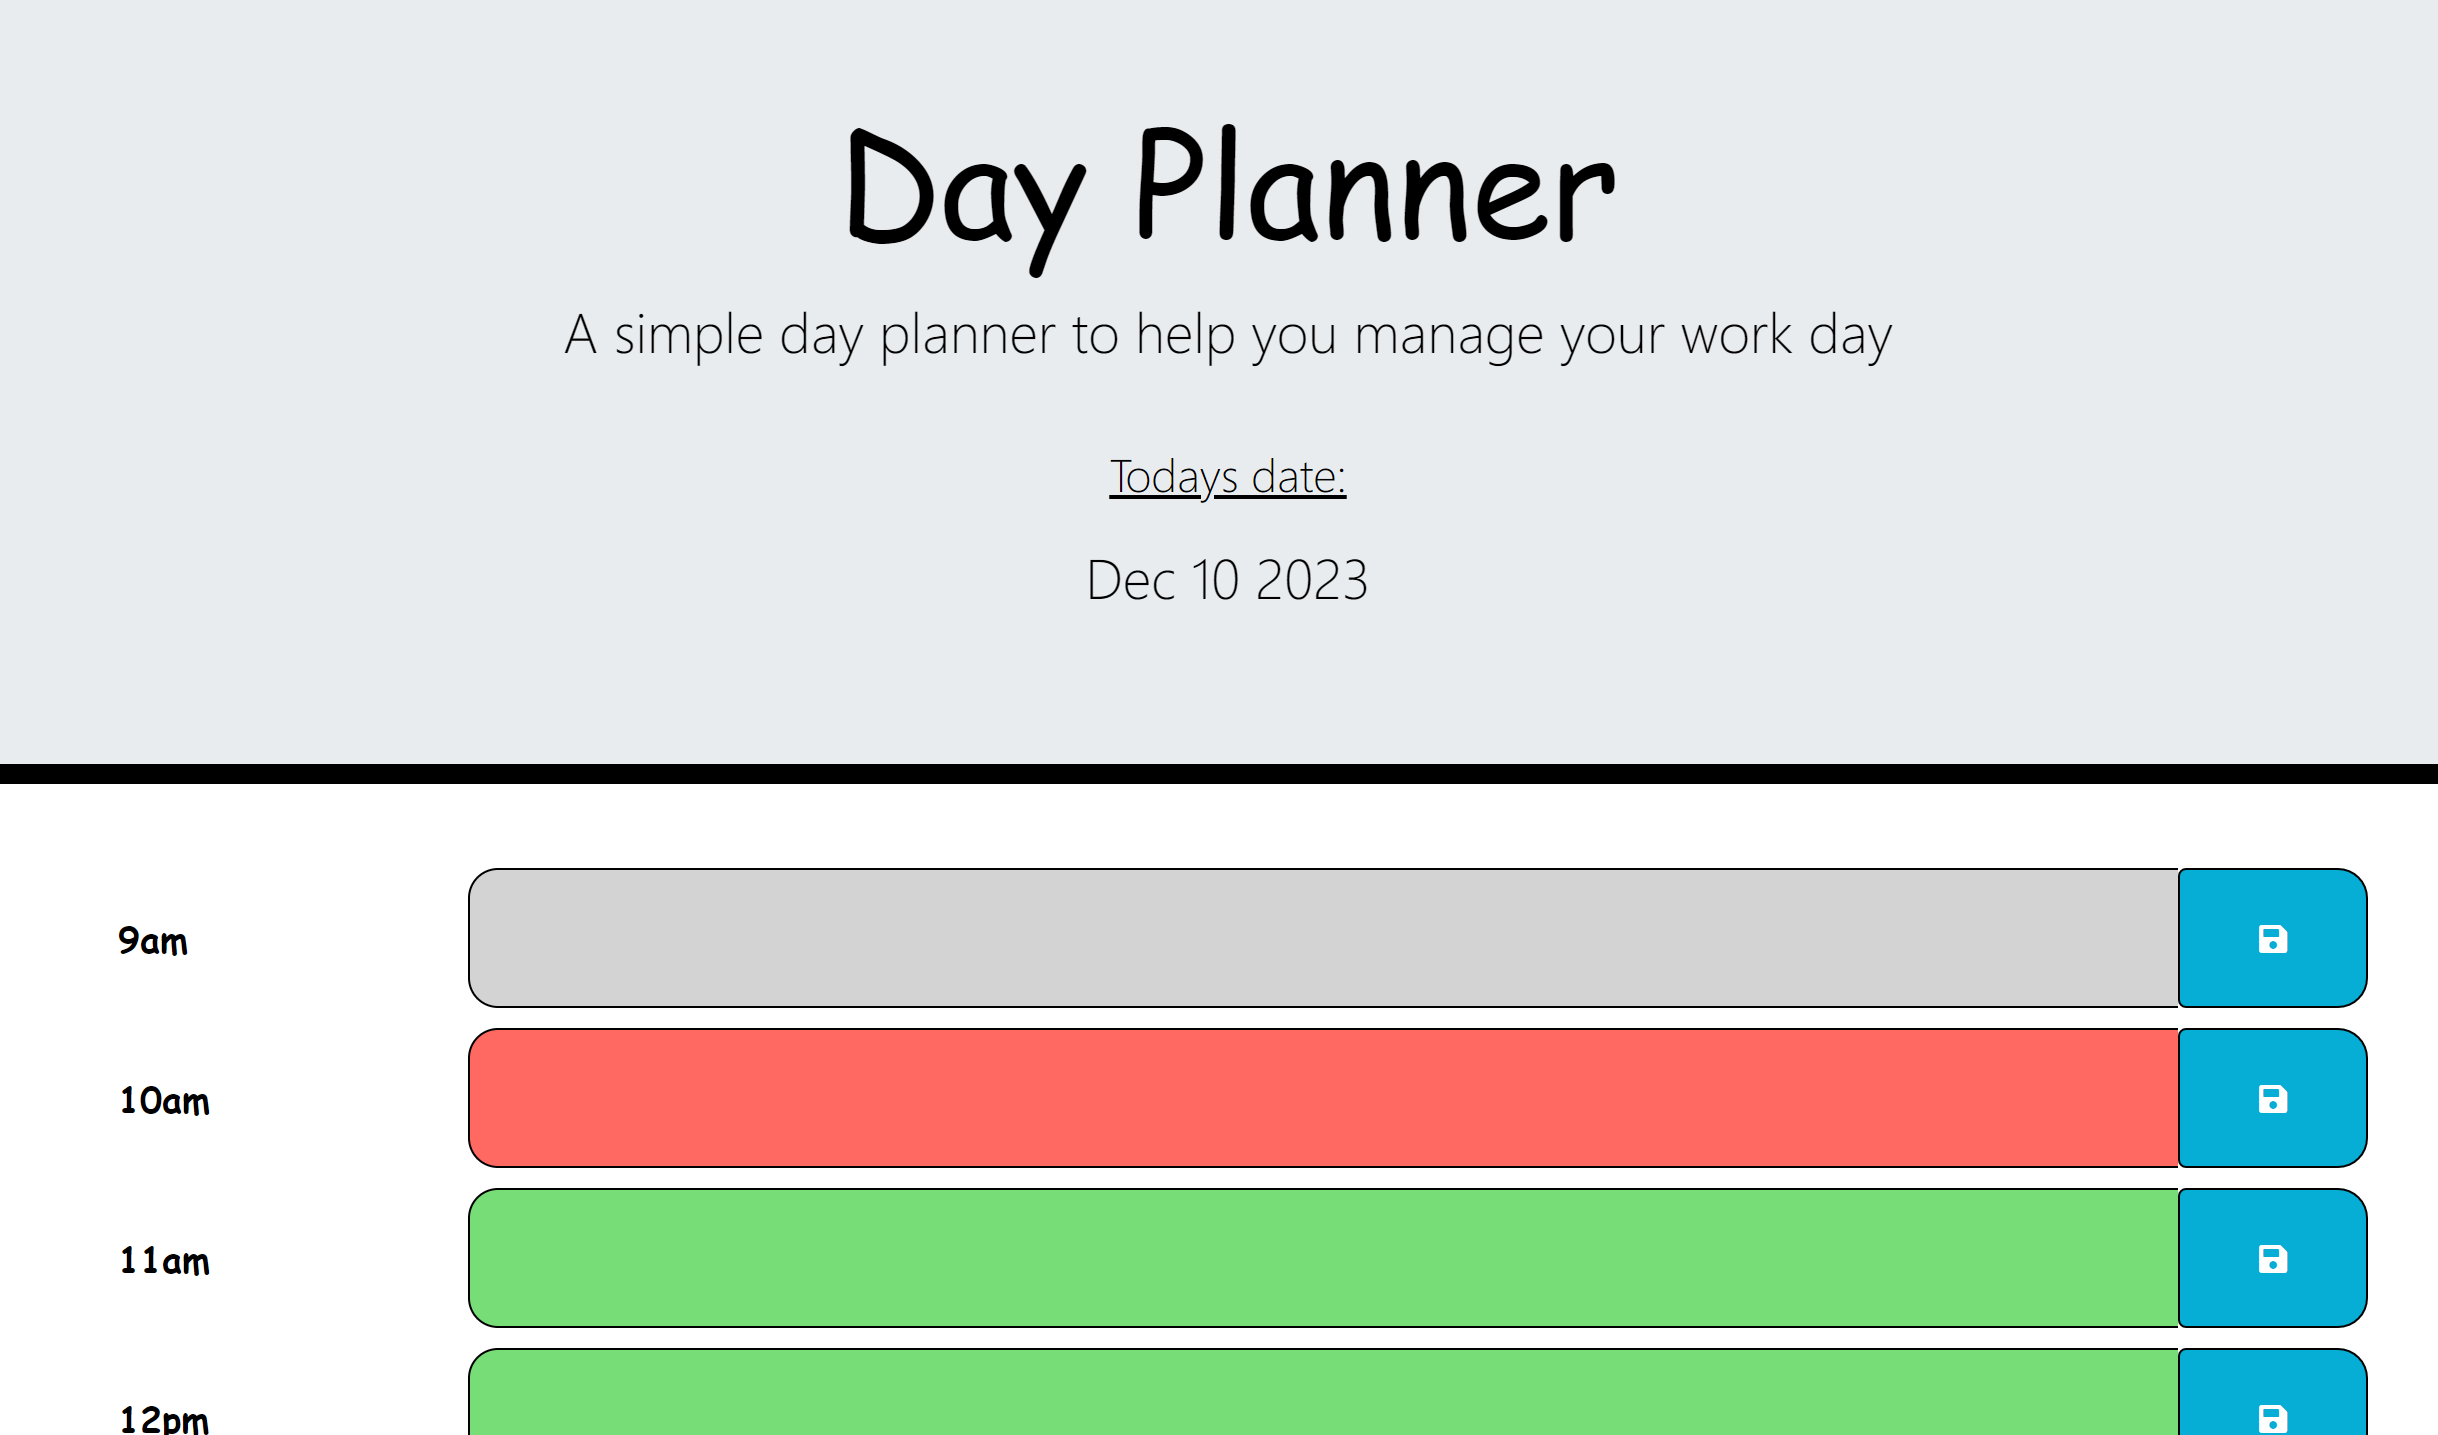 Day Planner
A simple day planner to help you manage your work day
Todays date:
Dec 10 2023
9am
10am
11am
12pm